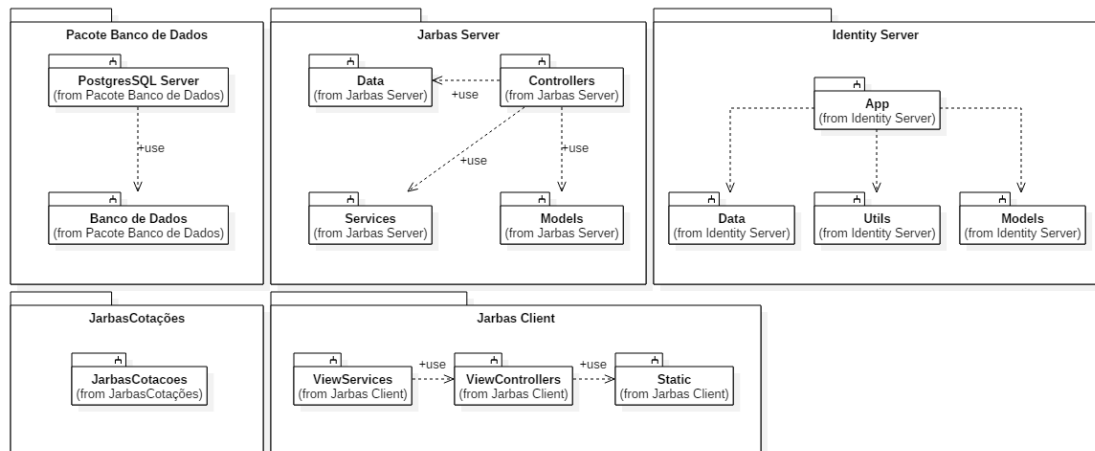 Pacote Banco de Dados
PostgresSQL Server
(from Pacote Banco de Dados)
+use
Banco de Dados
(from Pacote Banco de Dados)
Jarbas Server
Data
(from Jarbas Server)
Controllers
(from Jarbas Server)
+use
+use
+use
Services
(from Jarbas Server)
Models
(from Jarbas Server)
Identity Server
App
(from Identity Server)
Data
(from Identity Server)
Utils
(from Identity Server)
Models
(from Identity Server)
JarbasCotações
JarbasCotacoes
(from JarbasCotações)
Jarbas Client
ViewServices
(from Jarbas Client)
+use
ViewControllers
(from Jarbas Client)
+use
Static
(from Jarbas Client)